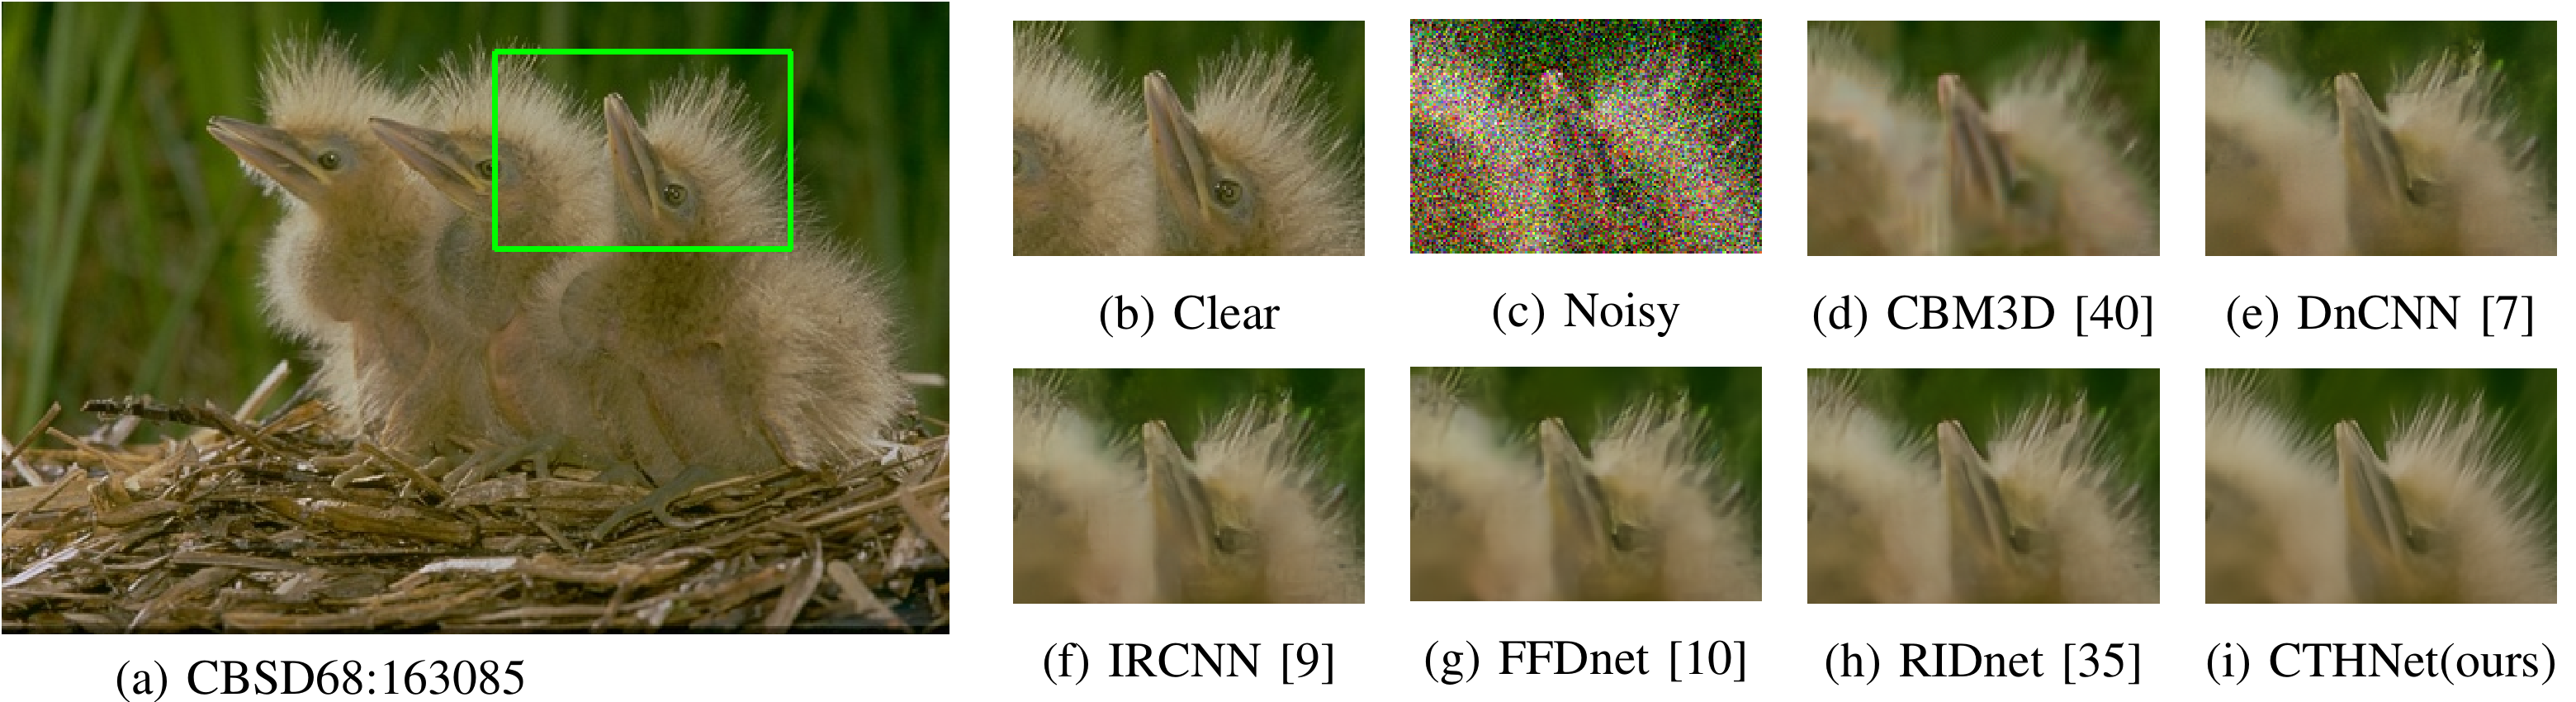 (a) CBSD68:163085
(b) Clear
(c) Noisy
(d) CBM3D [40]
(e) DnCNN [7]
(f) IRCNN [9]
(g) FFDnet [10]
(h) RIDnet [35]
(i) CTHNet(ours)